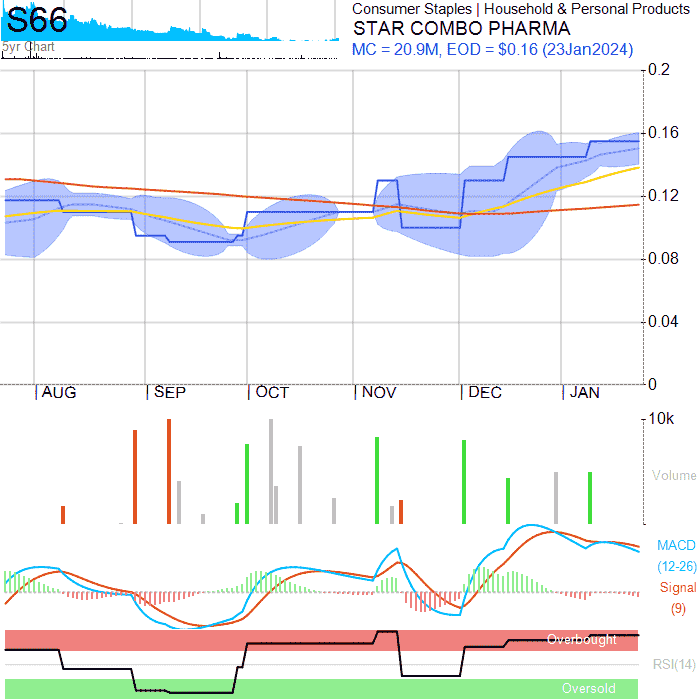 S66
5yr Chart
Consumer Staples | Household & Personal Products
STAR COMBO PHARMA
MC = 20.9M, EOD = $0.16 (23Jan2024)
0.2
0.16
0.12
0.08
0.04
0
|AUG |SEP |OCT |NOV |DEC |JAN
10k
Volume
MACD
(12-26)
Signal
(9)
Overbought
RSI(14)
Oversold